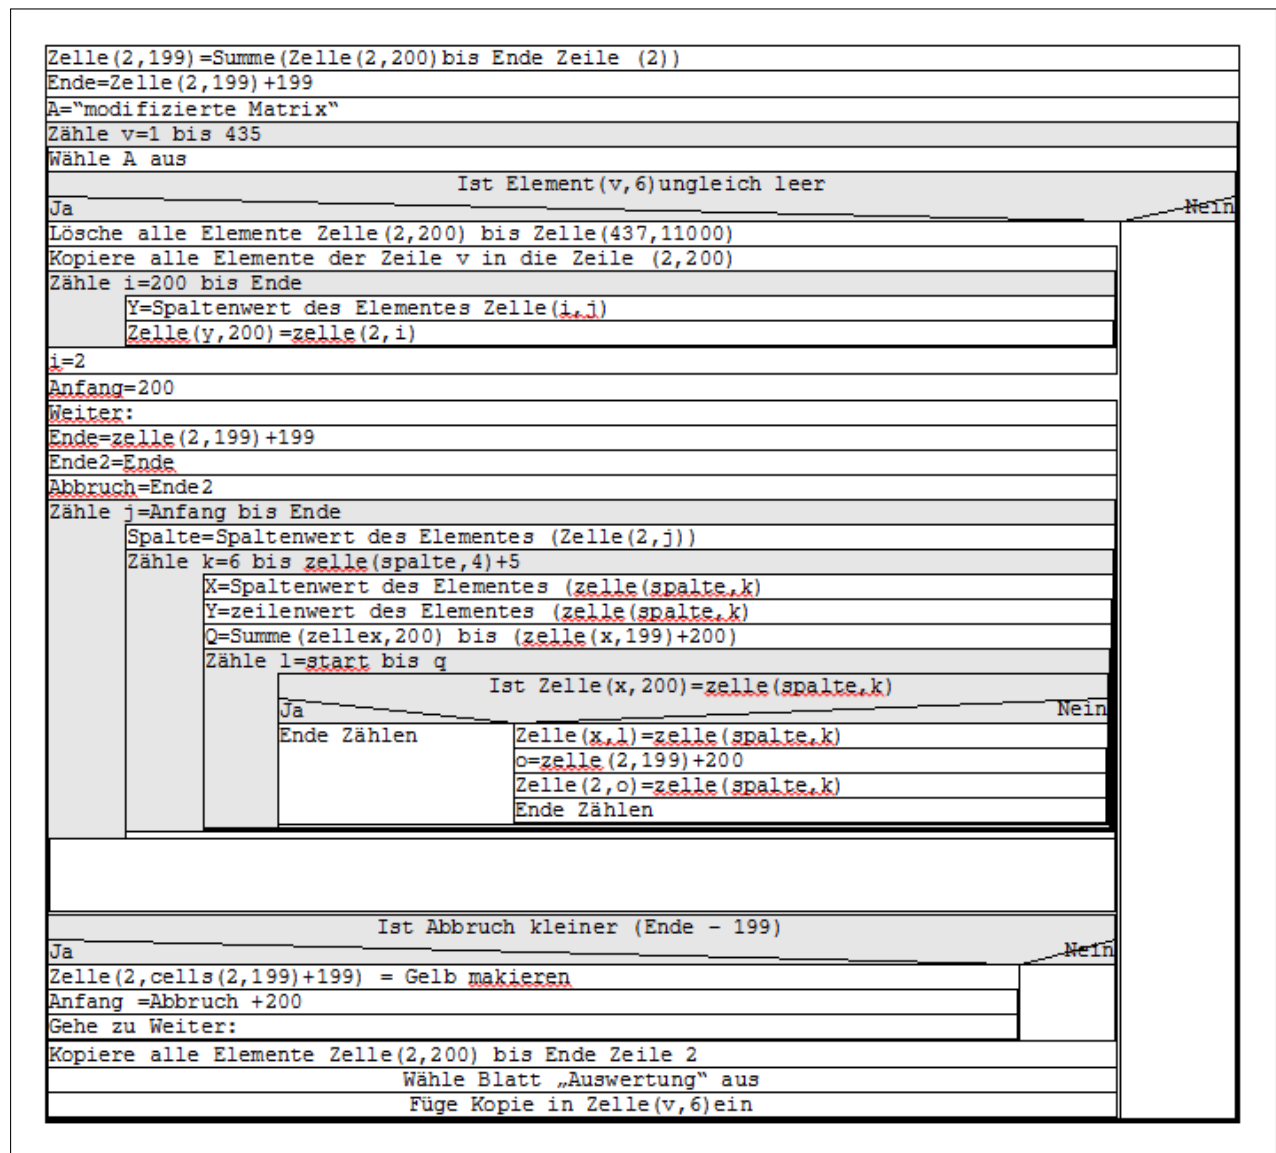 Zelle(2,199)=Summe(Zelle(2,200)bis Ende Zeile (2))
Ende=Zelle(2,199)+199
A="modifizierte Matrix“
Zähle v=1 bis 435
Wähle A aus
Ist Element(v,6)ungleich leer
Ja Nein
Lösche alle Elemente Zelle(2,200) bis Zelle(437,11000)
Kopiere alle Elemente der Zeile v in die Zeile (2,200)
Zähle i=200 bis Ende
Y=Spaltenwert des Elementes Zelle(i,j)
Zelle(y,200)=zelle(2,i)
i=2
Anfang=200
Weiter:
Ende=zelle(2,199)+199
Ende2=Ende
Abbruch=Ende2
Zähle j=Anfang bis Ende
Spalte=Spaltenwert des Elementes (Zelle(2,j))
Zähle k=6 bis zelle(spalte,4)+5
X=Spaltenwert des Elementes (zelle(spalte,k)
Y=zeilenwert des Elementes (zelle(spalte,k)
Q=Summe(zellex,200) bis (zelle(x,199)+200)
Zähle l=start bis q
Ist Zelle(x,200)=zelle(spalte,k)
Ja Nein
Ende Zählen Zelle(x,l)=zelle(spalte,k)
o=zelle(2,199)+200
Zelle(2,o)=zelle(spalte,k)
Ende Zählen
Ist Abbruch kleiner (Ende – 199)
Ja Nein
Zelle(2,cells(2,199)+199) = Gelb makieren
Anfang =Abbruch +200
Gehe zu Weiter:
Kopiere alle Elemente Zelle(2,200) bis Ende Zeile 2
Wähle Blatt „Auswertung“ aus
Füge Kopie in Zelle(v,6)ein